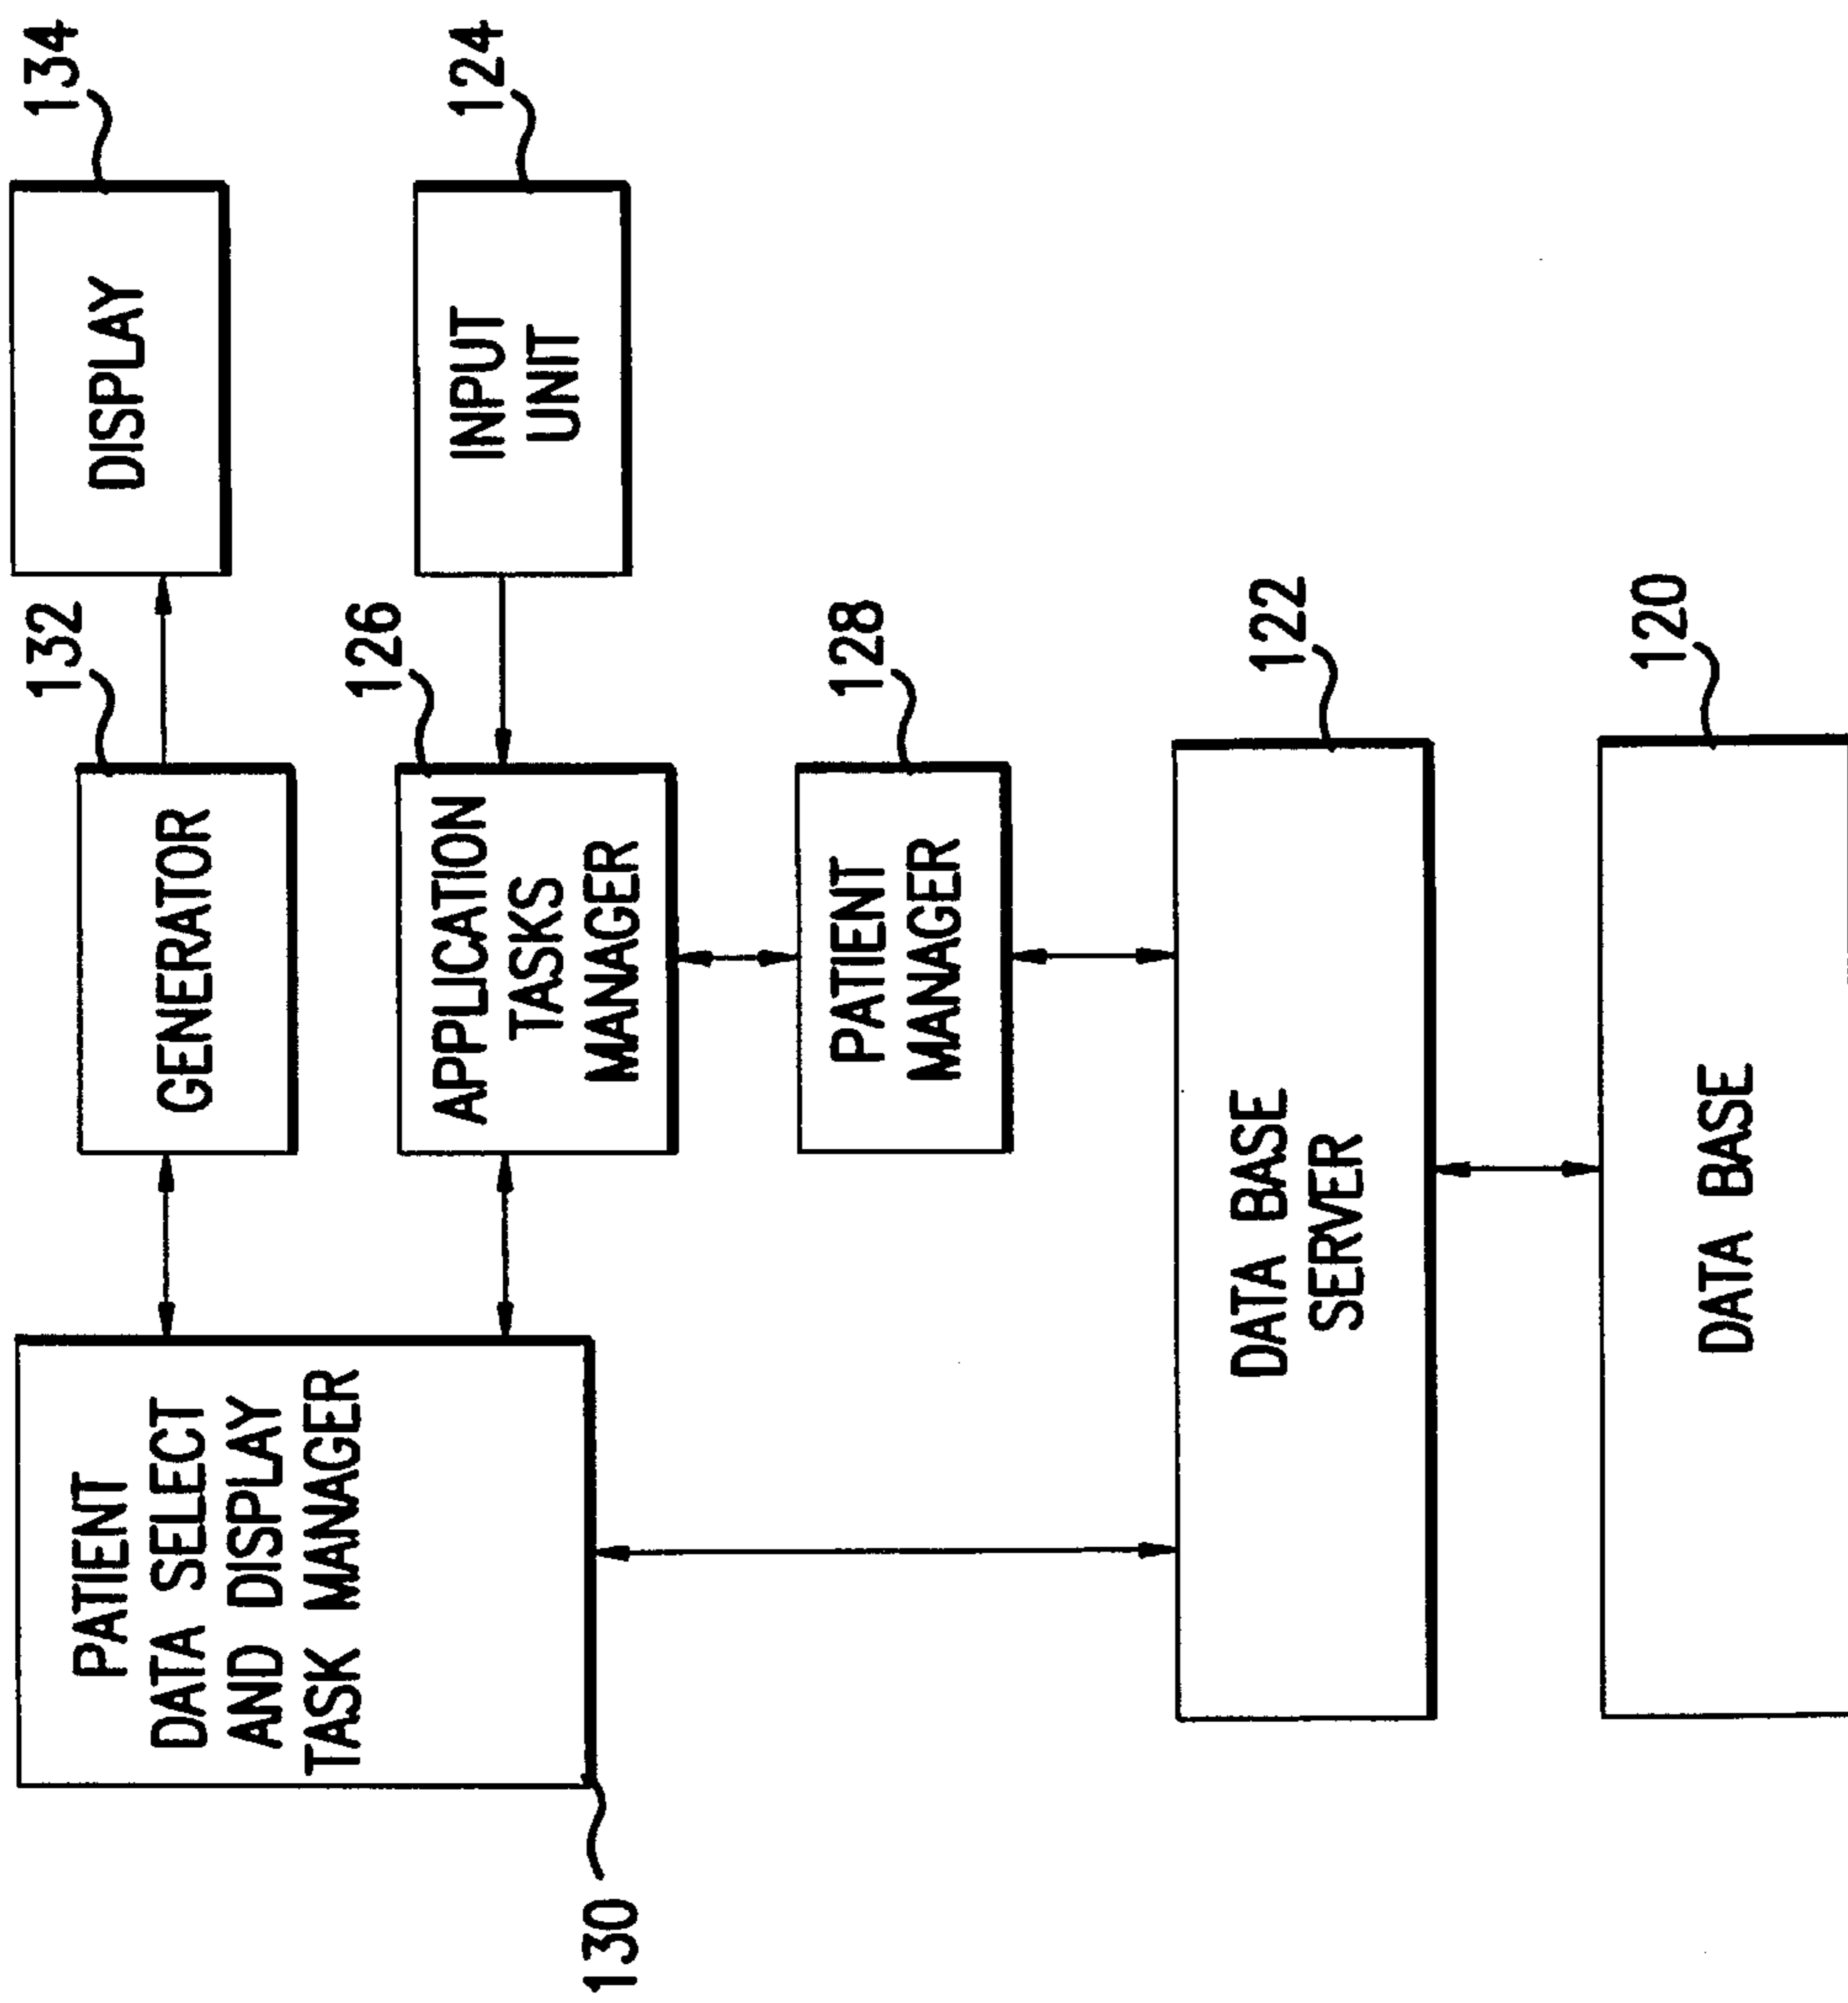 134
DISPLAY
124
INPUT
UNIT
132
GENERATOR
126
APPLICATION
TASKS
MANAGER
128
PATIENT
MANAGER
PATIENT
DATA SELECT
AND DISPLAY
TASK MANAGER
130
122
DATA BASE
SERVER
120
DATA BASE